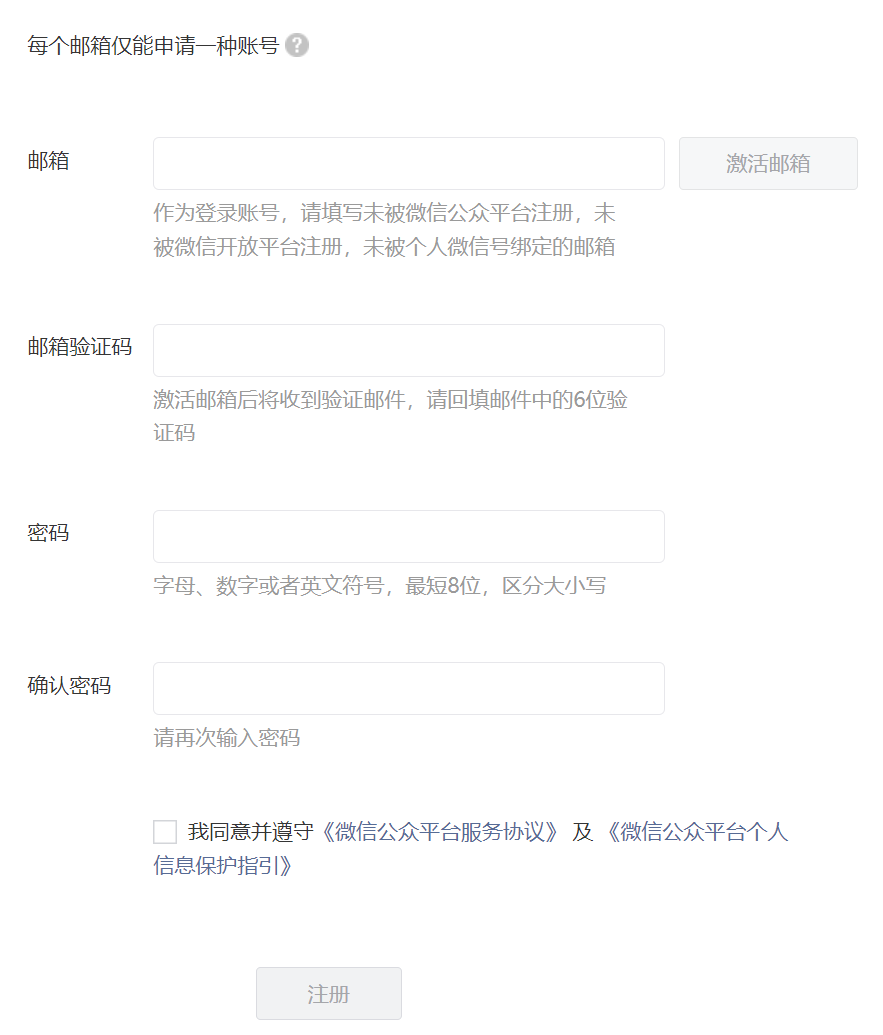 每个邮箱仅能申请一种账号 ?
邮箱
激活邮箱
作为登录账号，请填写未被微信公众平台注册，未
被微信开放平台注册，未被个人微信号绑定的邮箱
邮箱验证码
激活邮箱后将收到验证邮件，请回填邮件中的6位验
证码
密码
字母、数字或者英文符号，最短8位，区分大小写
确认密码
请再次输入密码
我同意并遵守《微信公众平台服务协议》 及 《微信公众平台个人
信息保护指引》
注册